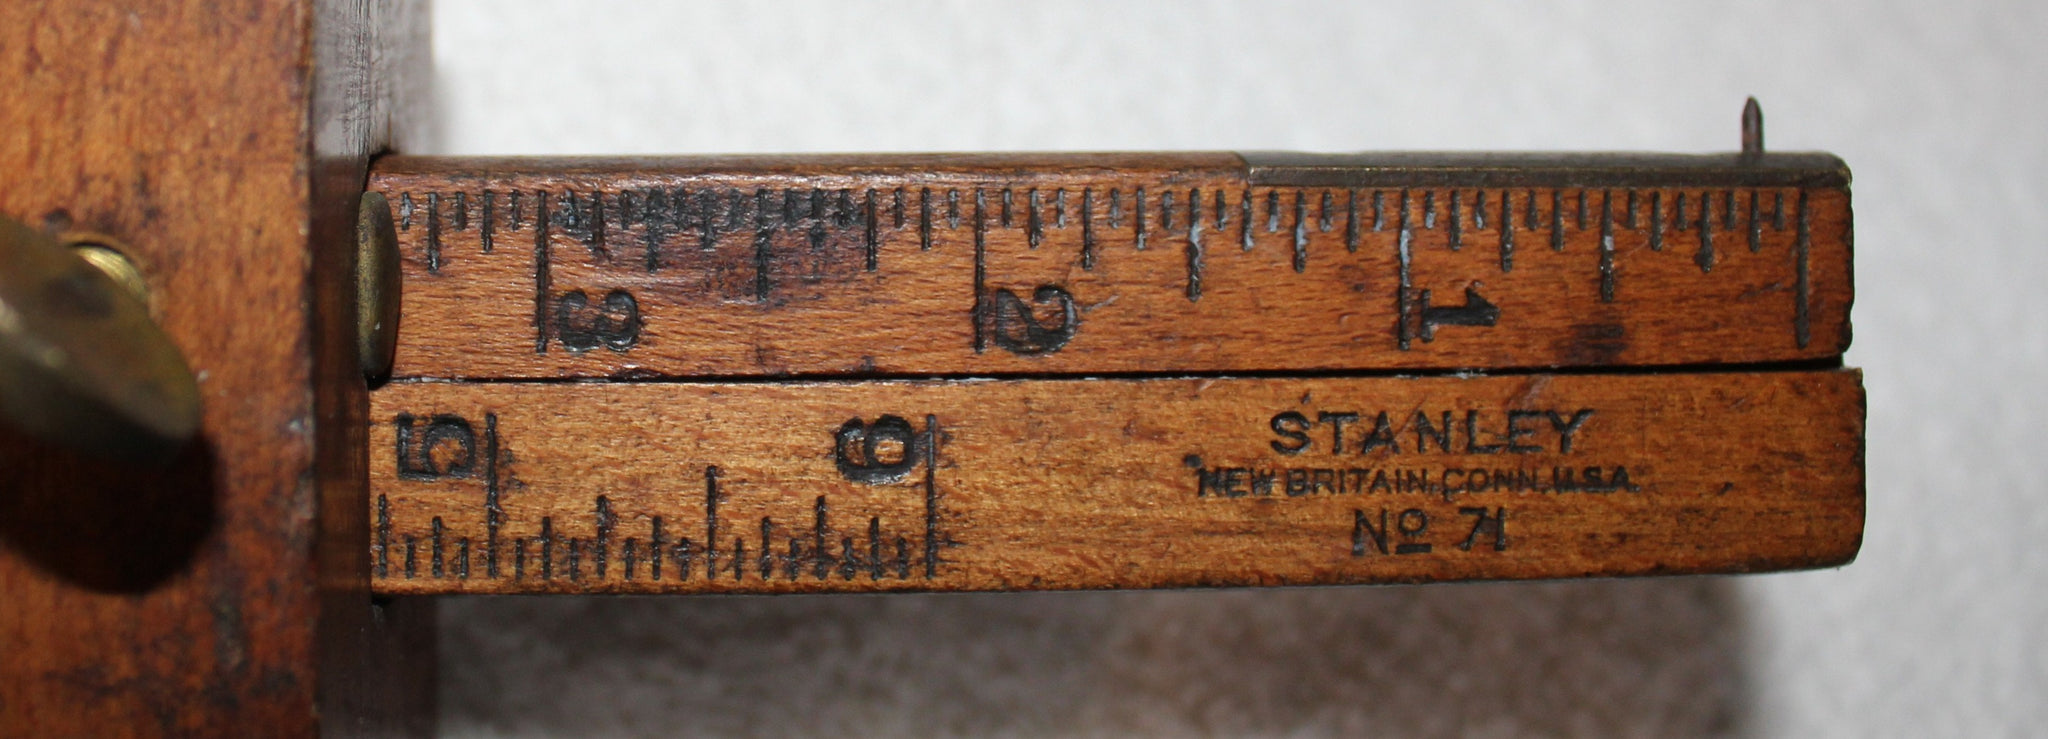 3 2 1
5 6
STANLEY
NEW BRITAIN, CONN. U.S.A.
No 71